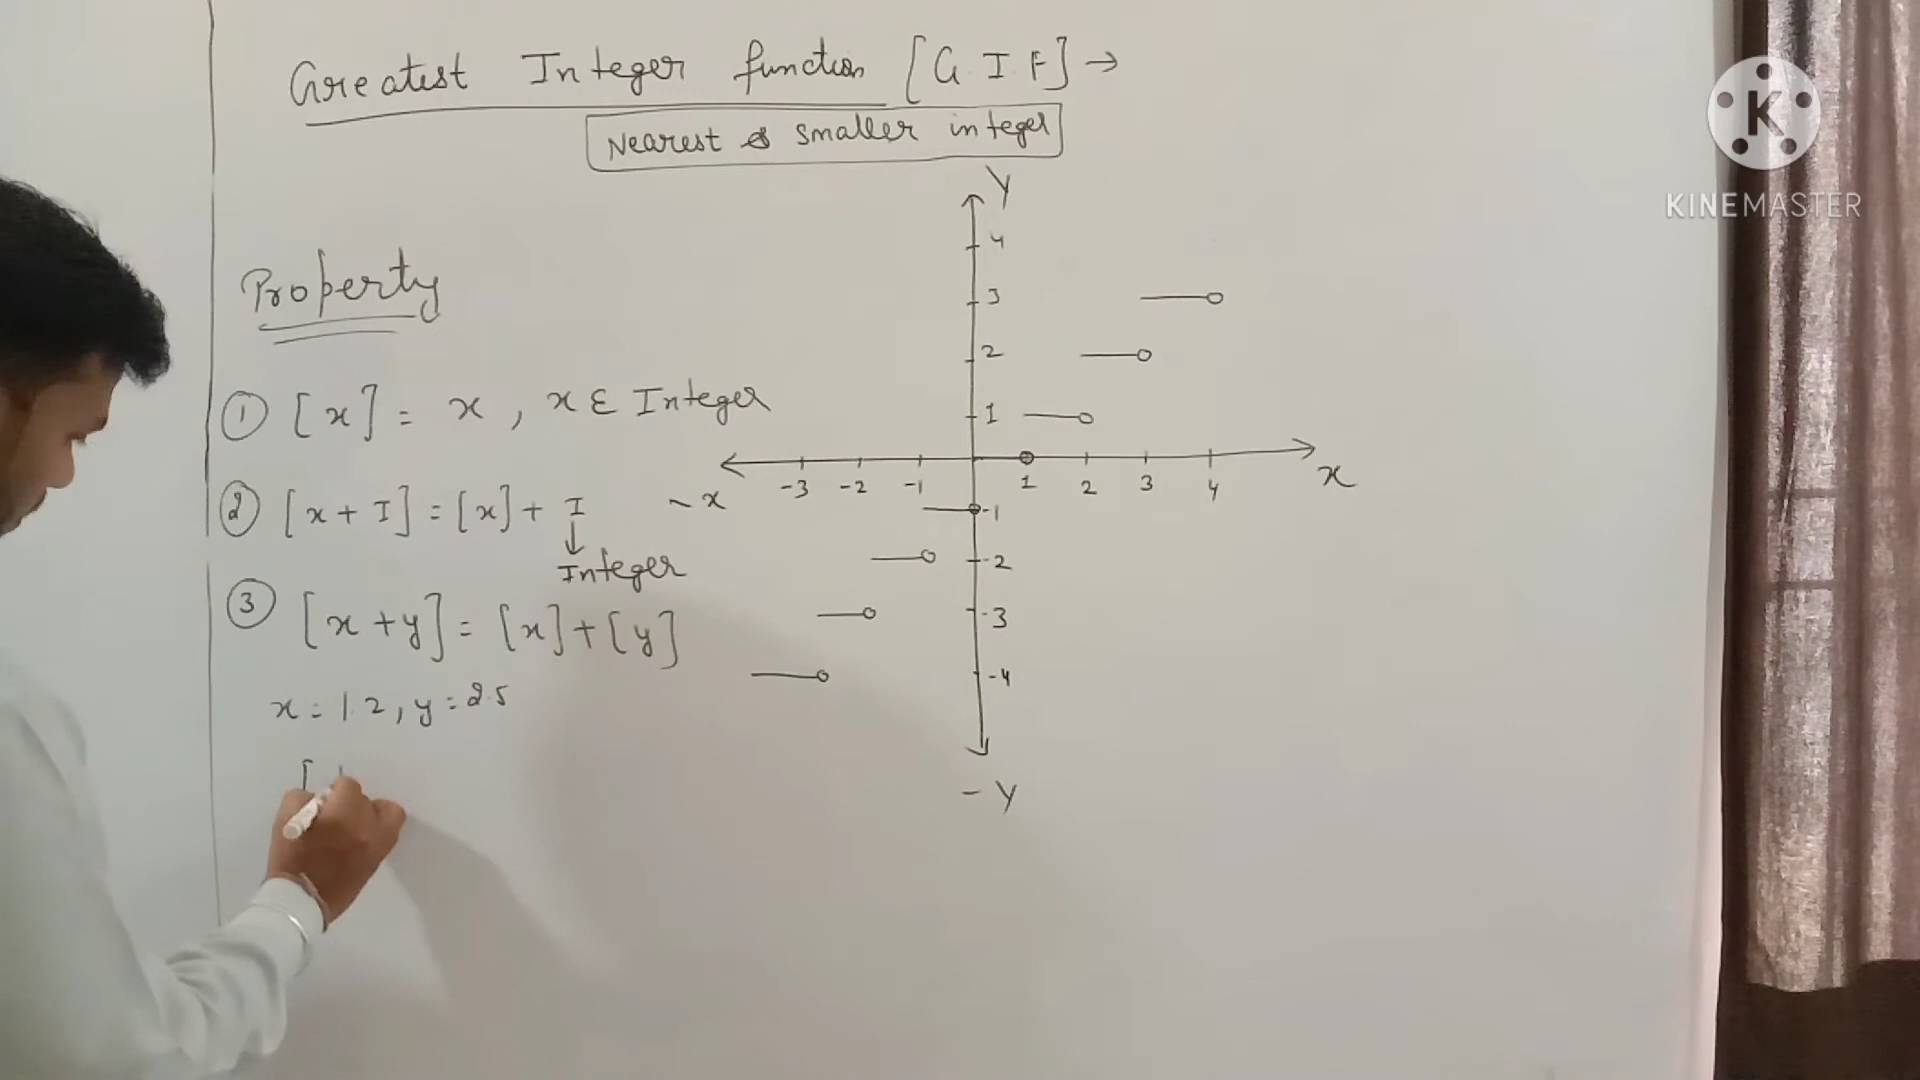 Greatest Integer function [G.I.F] →
Nearest & smaller integer
Property
① [x] = x, x ε Integer
② [x + I] = [x] + I
↓
Integer
③ [x + y] = [x] + [y]
x = 1.2, y = 2.5
[1
Y
4
3
2
1
-3 -2 -1 1 2 3 4
-x x
-1
-2
-3
-4
-Y
K
KINEMASTER